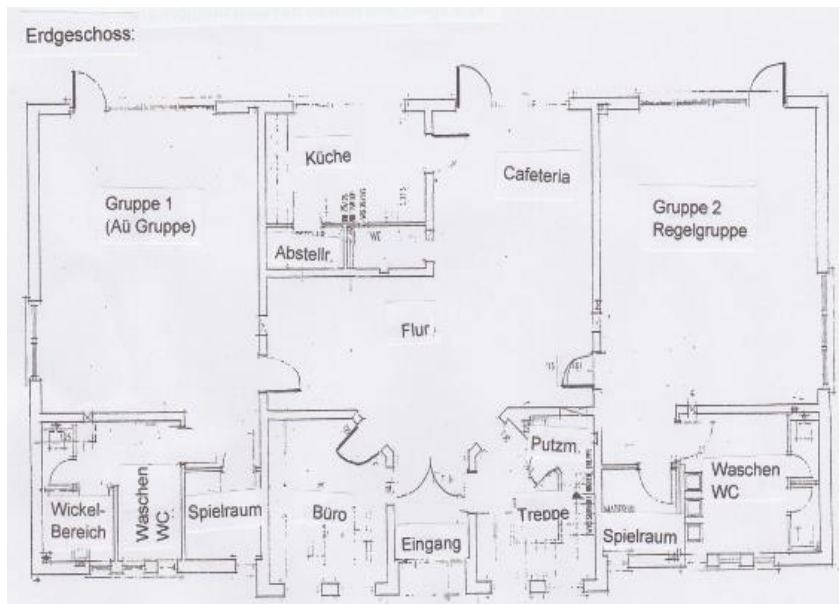 Erdgeschoss:
Küche
Cafeteria
Gruppe 1
(Aü Gruppe)
Gruppe 2
Regelgruppe
Abstellr.
WC
Flur
Putzm.
Waschen
WC
Wickel-
Bereich
Waschen
WC
Spielraum
Büro
Eingang
Treppe
Spielraum